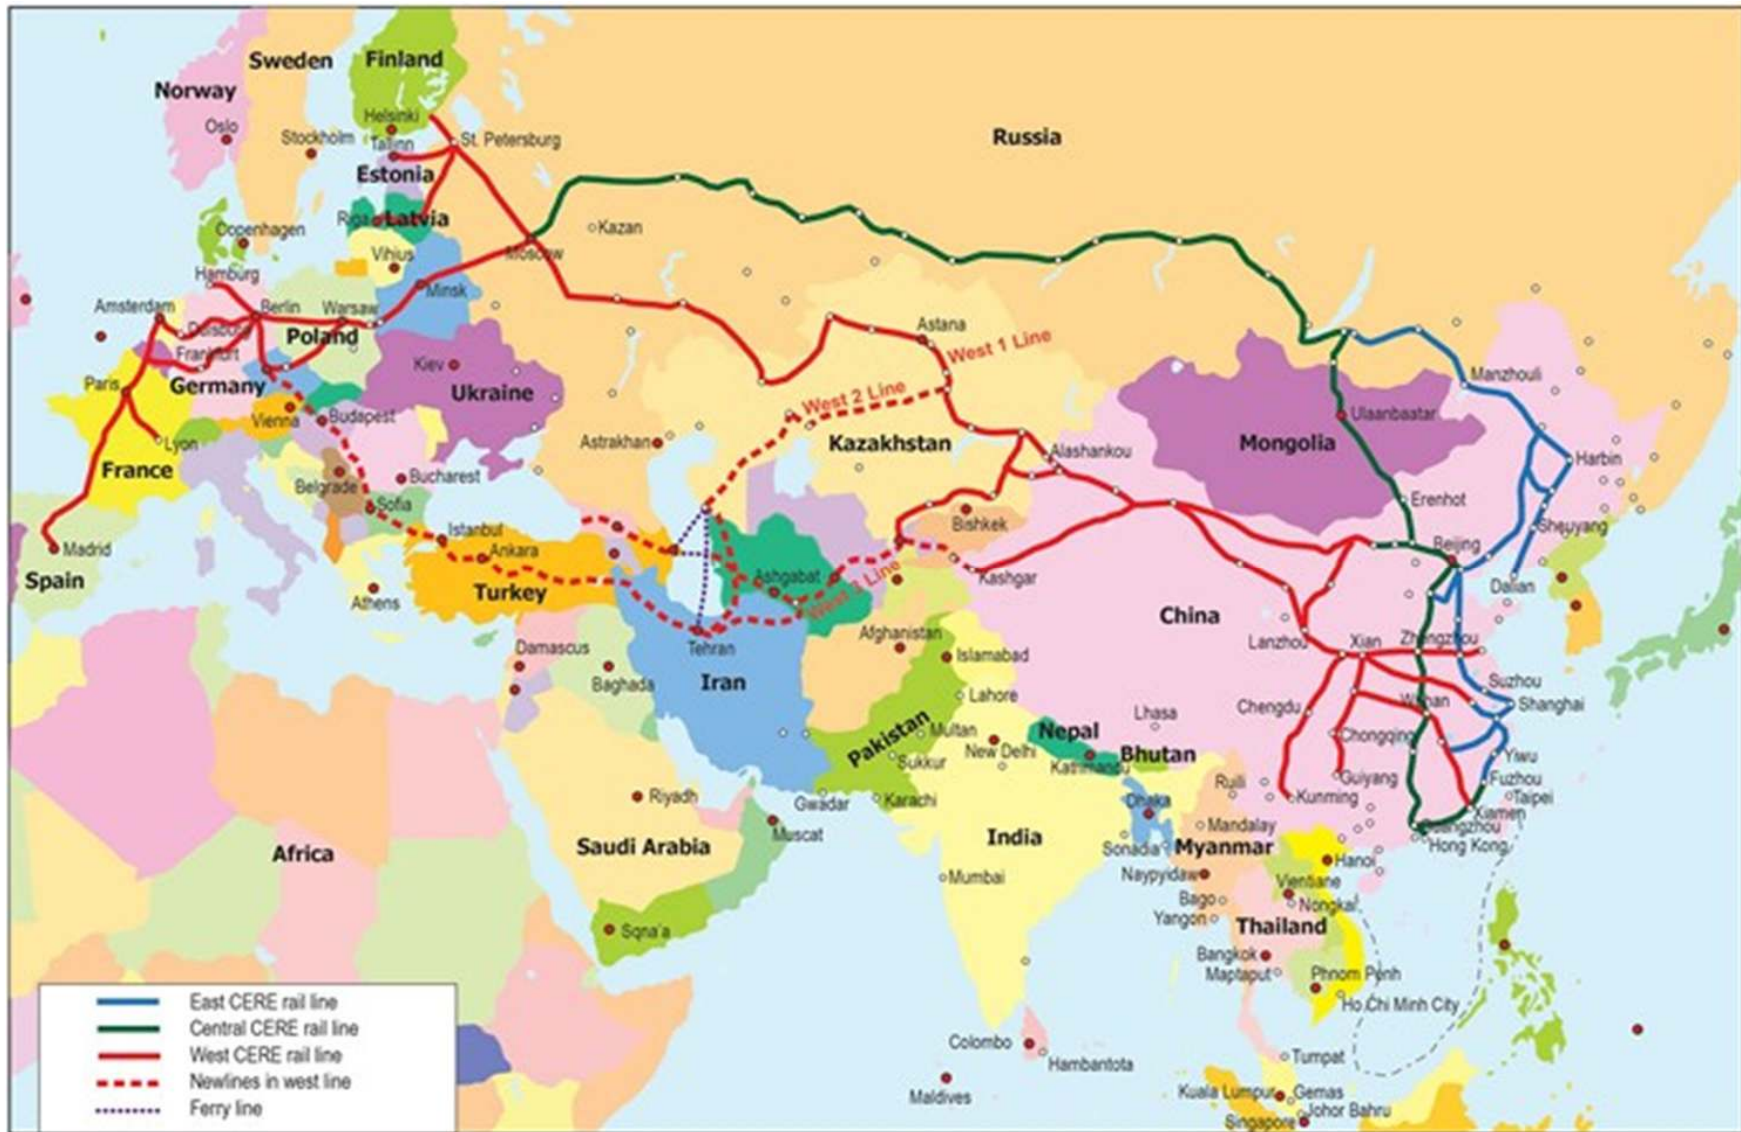 Sweden
Finland
Norway
Helsinki
Oslo
Stockholm
Tallinn
St. Petersburg
Russia
Estonia
Riga
Latvia
Copenhagen
Kazan
Vihius
Moscow
Hamburg
Minsk
Amsterdam
Berlin
Warsaw
Duisburg
Poland
Astana
West 1 Line
Frankfurt
Kiev
Paris
Germany
Ukraine
Manzhouli
West 2 Line
Vienna
Budapest
Ulaanbaatar
Lyon
Astrakhan
Kazakhstan
Mongolia
Alashankou
Harbin
France
Belgrade
Bucharest
Sofia
Erenhot
Istanbul
Bishkek
Sheuyang
Madrid
Ankara
Beijing
Spain
Turkey
Ashgabat
West 3 Line
Kashgar
Dalian
Athens
China
Damascus
Tehran
Afghanistan
Lanzhou
Xian
Zhengzhou
Baghada
Iran
Islamabad
Suzhou
Lahore
Chengdu
Wuhan
Shanghai
Pakistan
Multan
Nepal
Lhasa
Chongqing
New Delhi
Bhutan
Yiwu
Sukkur
Kathmandu
Guiyang
Fuzhou
Riyadh
Gwadar
Karachi
Dhaka
Ruili
Kunming
Taipei
Xiamen
Muscat
Mandalay
Guangzhou
Saudi Arabia
India
Sonadia
Myanmar
Hong Kong
Africa
Hanoi
Mumbai
Naypyidaw
Vientiane
Bago
Nongkai
Yangon
Thailand
Sqna'a
Bangkok
Maptaput
Phnom Penh
Ho Chi Minh City
Colombo
Hambantota
Tumpat
Maldives
Kuala Lumpur
Gemas
Johor Bahru
Singapore
East CERE rail line
Central CERE rail line
West CERE rail line
Newlines in west line
Ferry line